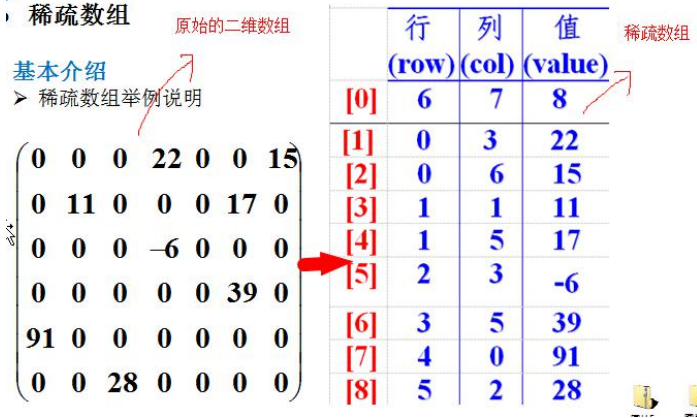 稀疏数组
原始的二维数组
基本介绍
➤ 稀疏数组举例说明
0 0 0 22 0 0 15
0 11 0 0 0 17 0
0 0 0 –6 0 0 0
0 0 0 0 0 39 0
91 0 0 0 0 0 0
0 0 28 0 0 0 0
行 列 值
(row) (col) (value)
稀疏数组
[0] 6 7 8
[1] 0 3 22
[2] 0 6 15
[3] 1 1 11
[4] 1 5 17
[5] 2 3 -6
[6] 3 5 39
[7] 4 0 91
[8] 5 2 28